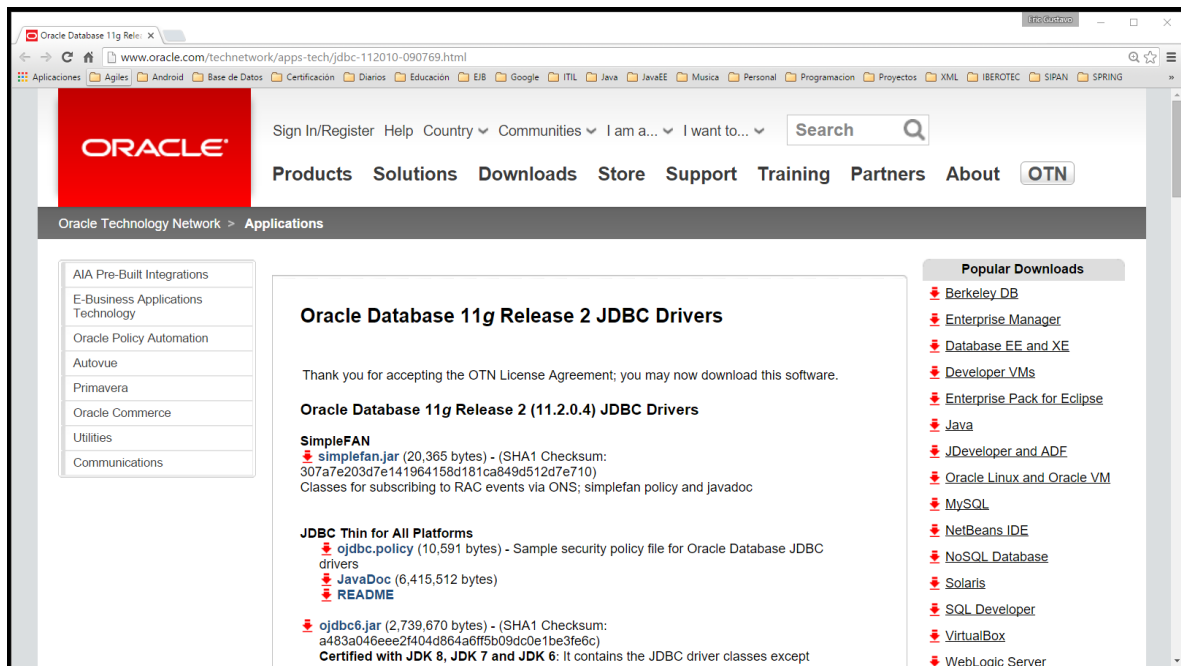 Eric Gustavo
Oracle Database 11g Rele
www.oracle.com/technetwork/apps-tech/jdbc-112010-090769.html
Aplicaciones Agiles Android Base de Datos Certificación Diarios Educación EJB Google ITIL Java JavaEE Musica Personal Programacion Proyectos XML IBEROTEC SIPAN SPRING »
ORACLE
Sign In/Register Help Country Communities I am a... I want to... Search
Products Solutions Downloads Store Support Training Partners About OTN
Oracle Technology Network > Applications
AIA Pre-Built Integrations
E-Business Applications
Technology
Oracle Policy Automation
Autovue
Primavera
Oracle Commerce
Utilities
Communications
Oracle Database 11g Release 2 JDBC Drivers
Thank you for accepting the OTN License Agreement; you may now download this software.
Oracle Database 11g Release 2 (11.2.0.4) JDBC Drivers
SimpleFAN
simplefan.jar (20,365 bytes) - (SHA1 Checksum:
307a7e203d7e141964158d181ca849d512d7e710)
Classes for subscribing to RAC events via ONS; simplefan policy and javadoc
JDBC Thin for All Platforms
ojdbc.policy (10,591 bytes) - Sample security policy file for Oracle Database JDBC
drivers
JavaDoc (6,415,512 bytes)
README
ojdbc6.jar (2,739,670 bytes) - (SHA1 Checksum:
a483a046eee2f404d864a6ff5b09dc0e1be3fe6c)
Certified with JDK 8, JDK 7 and JDK 6: It contains the JDBC driver classes except
Popular Downloads
Berkeley DB
Enterprise Manager
Database EE and XE
Developer VMs
Enterprise Pack for Eclipse
Java
JDeveloper and ADF
Oracle Linux and Oracle VM
MySQL
NetBeans IDE
NoSQL Database
Solaris
SQL Developer
VirtualBox
WebLogic Server